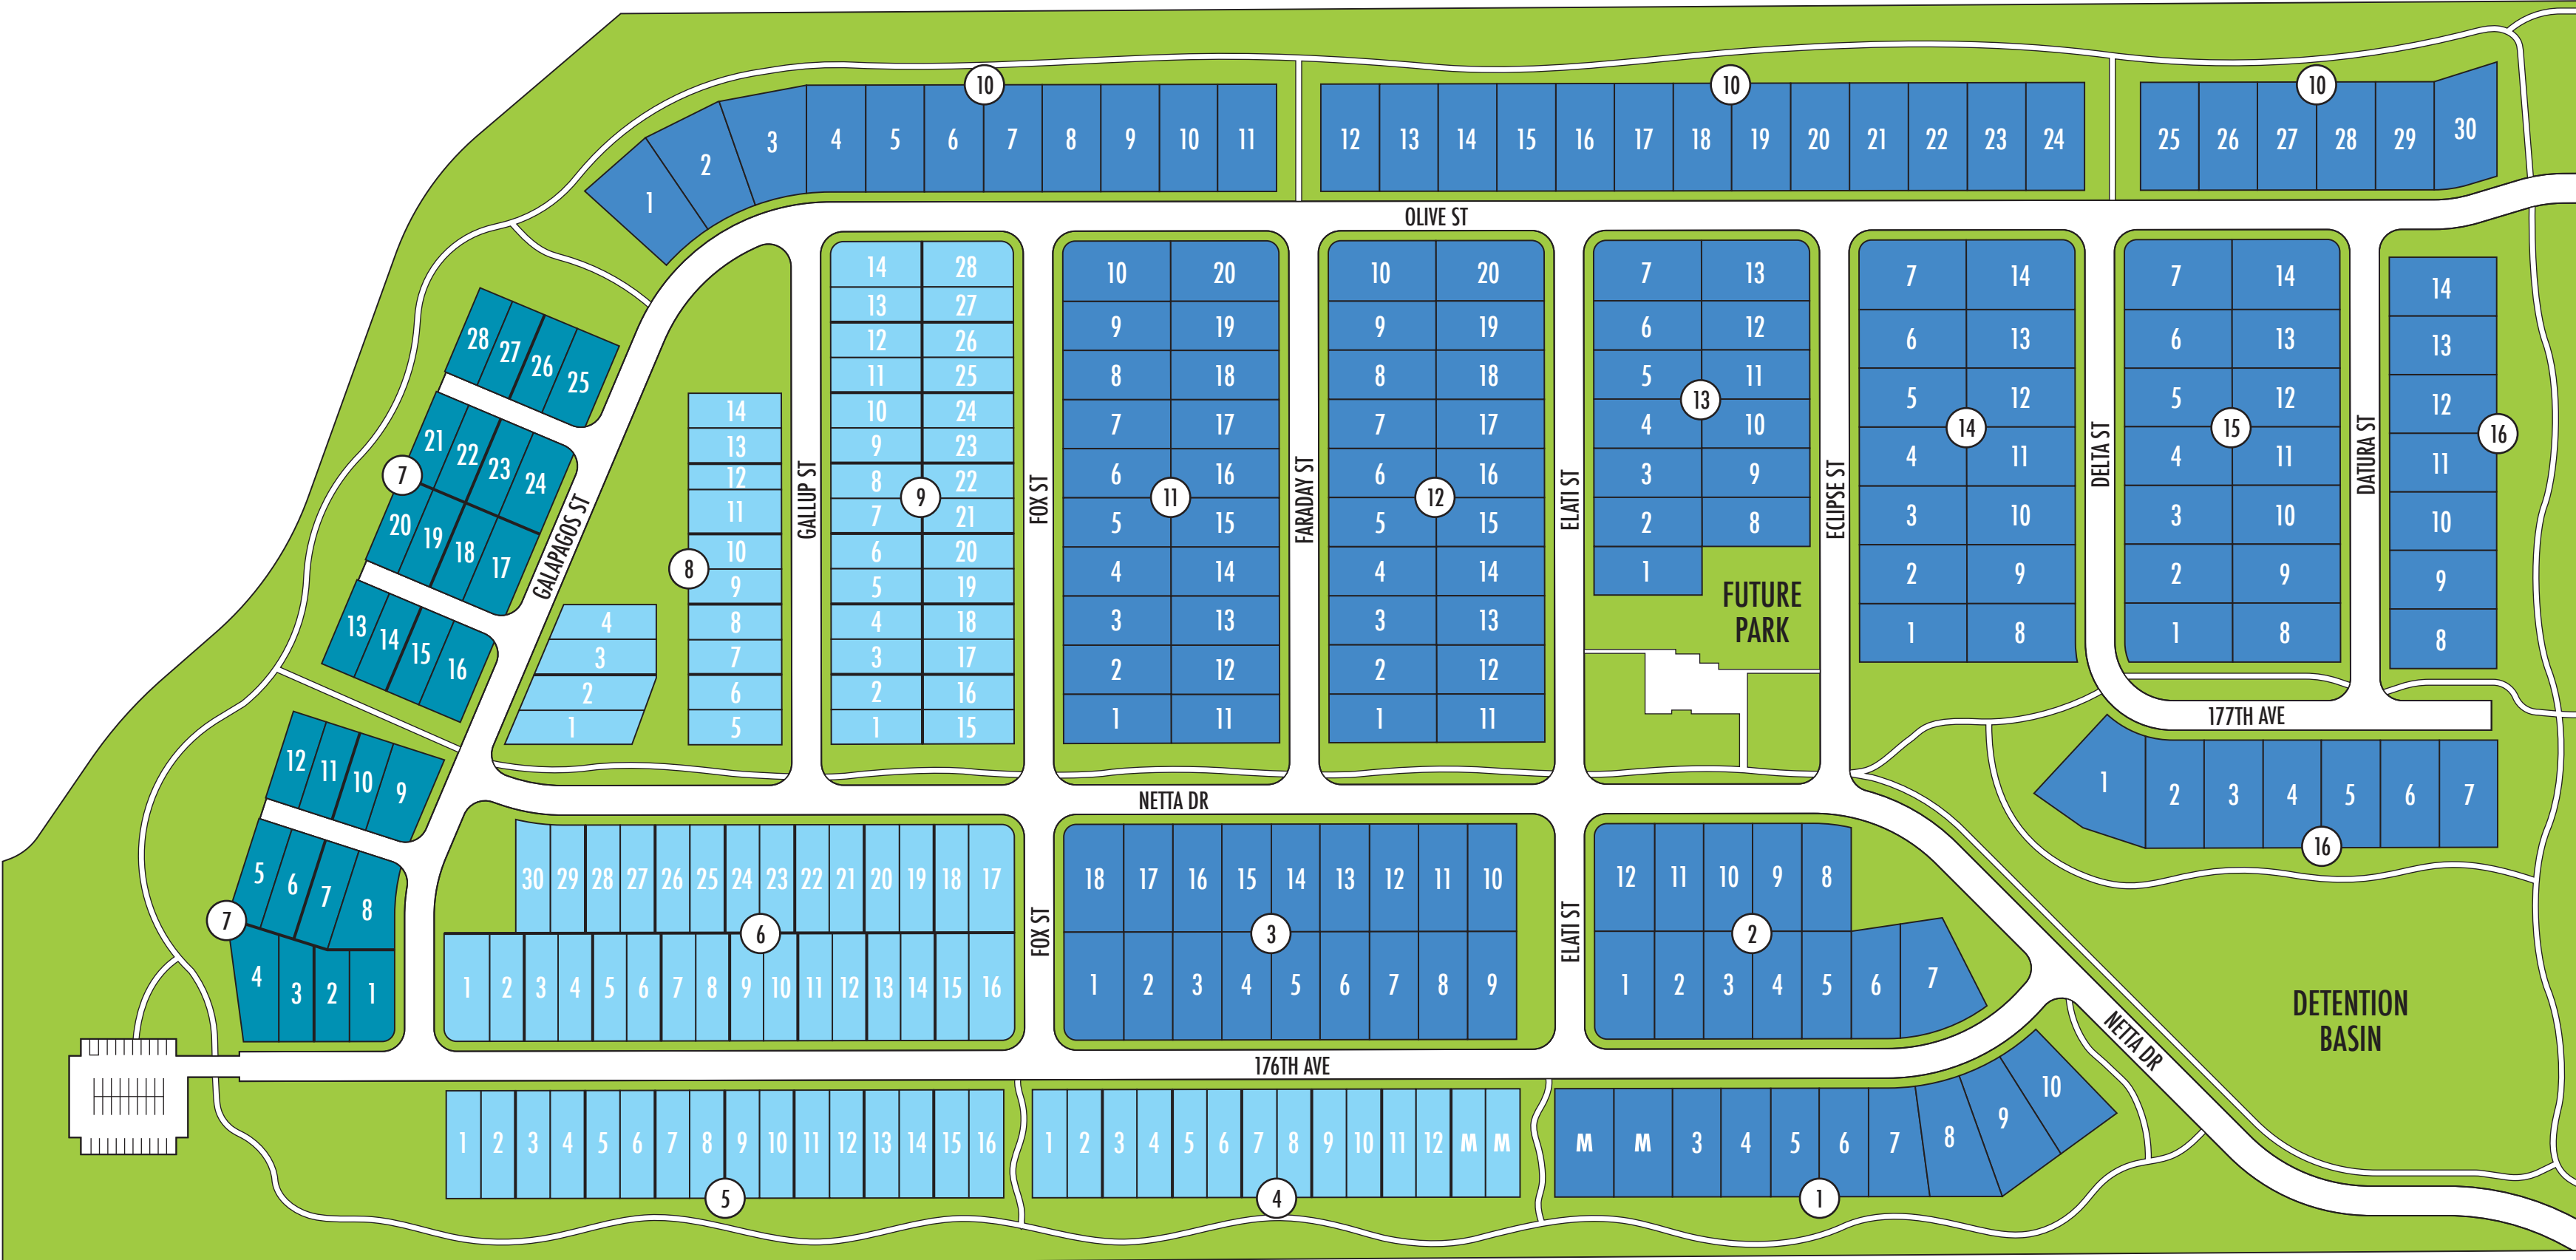 10 10 10
1 2 3 4 5 6 7 8 9 10 11 12 13 14 15 16 17 18 19 20 21 22 23 24 25 26 27 28 29 30
OLIVE ST
28 27 26 25
21 22 23 24
7
20 19 18 17
13 14 15 16
12 11 10 9
5 6 7 8
7
4 3 2 1
GALAPAGOS ST
4
3
2
1
14
13
12
11
10
9
8
7
6
5
8
GALLUP ST
14 28
13 27
12 26
11 25
10 24
9 23
8 22
9
7 21
6 20
5 19
4 18
3 17
2 16
1 15
FOX ST
10 20
9 19
8 18
7 17
6 16
11
5 15
4 14
3 13
2 12
1 11
FARADAY ST
10 20
9 19
8 18
7 17
6 16
12
5 15
4 14
3 13
2 12
1 11
ELATI ST
7 13
6 12
5 11
13
4 10
3 9
2 8
1
FUTURE
PARK
ECLIPSE ST
7 14
6 13
5 12
14
4 11
3 10
2 9
1 8
DELTA ST
7 14
6 13
5 12
15
4 11
3 10
2 9
1 8
DATURA ST
14
13
12
16
11
10
9
8
177TH AVE
1 2 3 4 5 6 7
16
NETTA DR
30 29 28 27 26 25 24 23 22 21 20 19 18 17
6
1 2 3 4 5 6 7 8 9 10 11 12 13 14 15 16
FOX ST
18 17 16 15 14 13 12 11 10
3
1 2 3 4 5 6 7 8 9
ELATI ST
12 11 10 9 8
2
1 2 3 4 5 6 7
NETTA DR
DETENTION
BASIN
176TH AVE
1 2 3 4 5 6 7 8 9 10 11 12 13 14 15 16
5
1 2 3 4 5 6 7 8 9 10 11 12 M M
4
M M 3 4 5 6 7 8 9 10
1